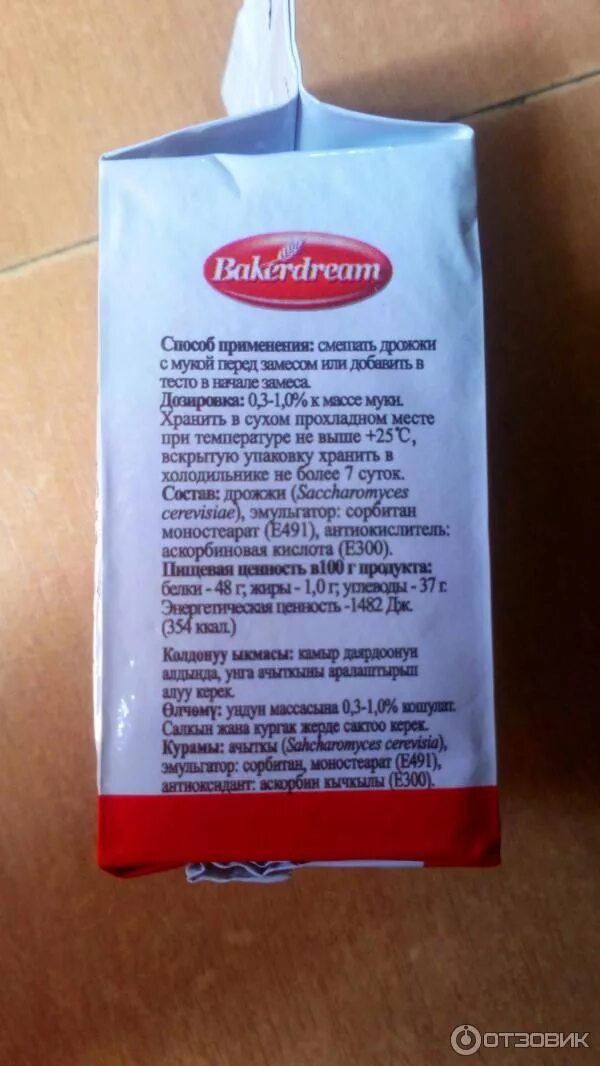 Bakerdream
Способ применения: смешать дрожжи
с мукой перед замесом или добавить в
тесто в начале замеса.
Дозировка: 0,3-1,0% к массе муки.
Хранить в сухом прохладном месте
при температуре не выше +25°С,
вскрытую упаковку хранить в
холодильнике не более 7 суток.
Состав: дрожжи (Saccharomyces
cerevisiae), эмульгатор: сорбитан
моностеарат (Е491), антиокислитель:
аскорбиновая кислота (Е300).
Пищевая ценность в100 г продукта:
белки - 48 г; жиры - 1,0 г; углеводы - 37 г.
Энергетическая ценность -1482 Дж.
(354 ккал.)
Колдонуу ыкмасы: камыр даярдоонун
алдында, унга ачыткыны аралаштырып
алуу керек.
Өлчөмү: ундун массасына 0,3-1,0% кошулат.
Салкын жана кургак жерде сактоо керек.
Курамы: ачыткы (Sahcharomyces cerevisia),
эмульгатор: сорбитан, моностеарат (Е491),
антиоксидант: аскорбин кычкылы (Е300).
ОТЗОВИК